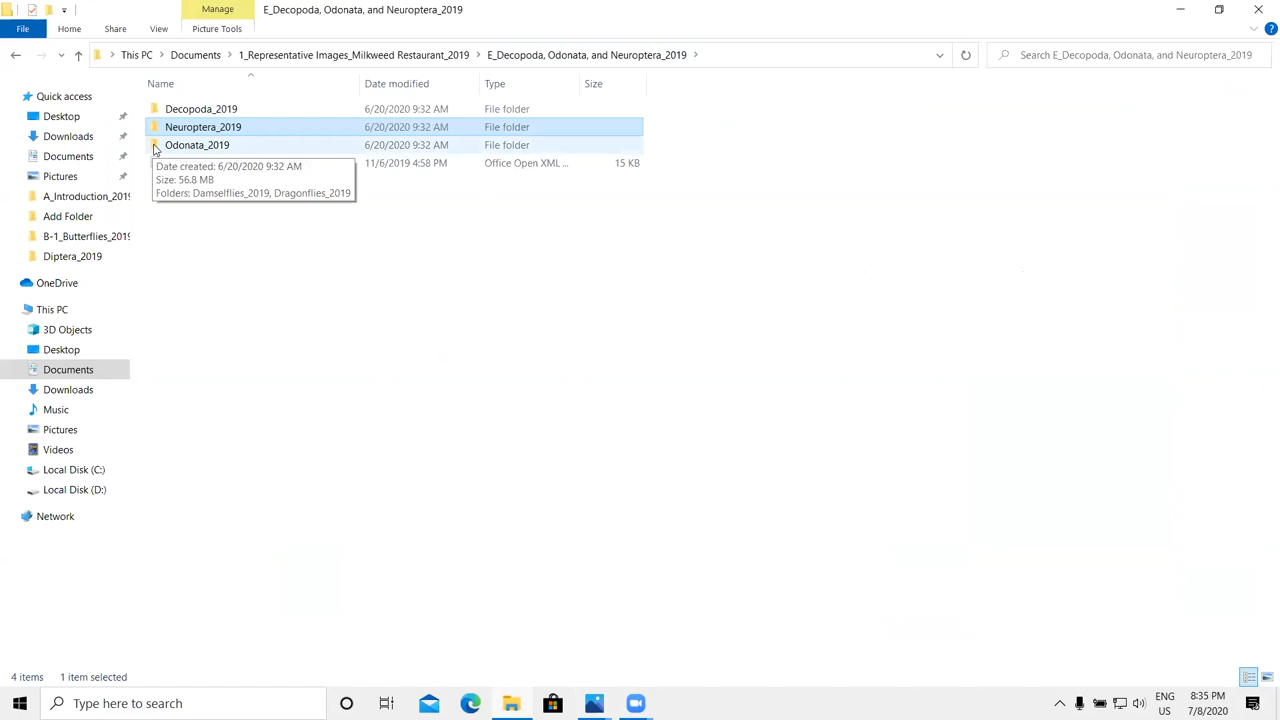 Manage
E_Decopoda, Odonata, and Neuroptera_2019
File
Home
Share
View
Picture Tools
This PC
Documents
1_Representative Images_Milkweed Restaurant_2019
E_Decopoda, Odonata, and Neuroptera_2019
Search E_Decopoda, Odonata, and Neuroptera_2019
Name
Date modified
Type
Size
Quick access
Desktop
Downloads
Documents
Pictures
A_Introduction_2019
Add Folder
B-1_Butterflies_2019
Diptera_2019
OneDrive
This PC
3D Objects
Desktop
Documents
Downloads
Music
Pictures
Videos
Local Disk (C:)
Local Disk (D:)
Network
Decopoda_2019 6/20/2020 9:32 AM File folder
Neuroptera_2019 6/20/2020 9:32 AM File folder
Odonata_2019 6/20/2020 9:32 AM File folder
11/6/2019 4:58 PM Office Open XML ... 15 KB
Date created: 6/20/2020 9:32 AM
Size: 56.8 MB
Folders: Damselflies_2019, Dragonflies_2019
4 items 1 item selected
Type here to search
ENG
US
8:35 PM
7/8/2020